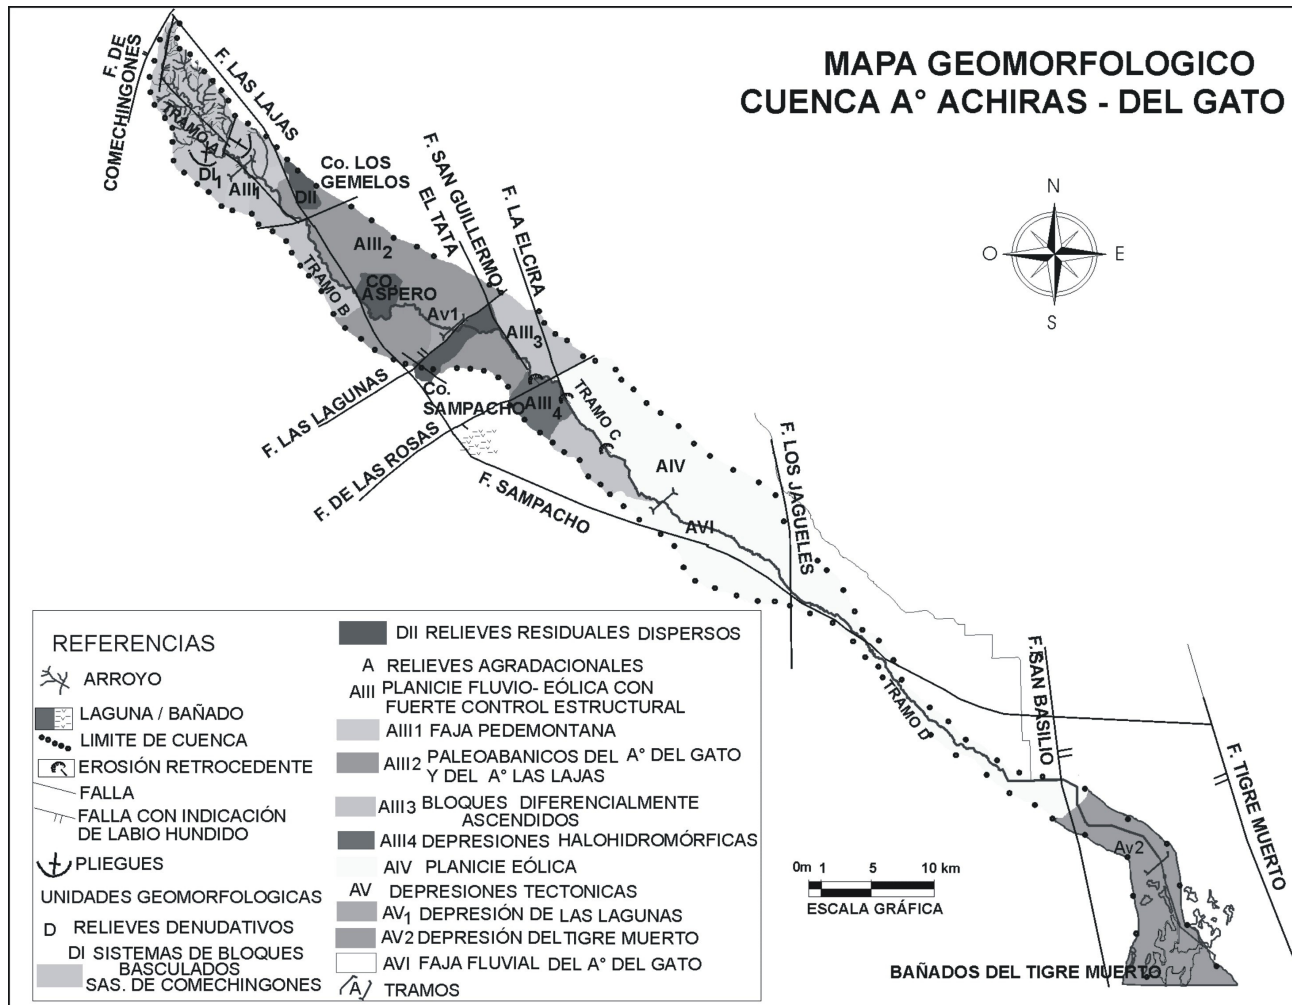 MAPA GEOMORFOLOGICO
CUENCA A° ACHIRAS - DEL GATO
F. DE
COMECHINGONES
F. LAS LAJAS
TRAMO A
DI1
AIII1
DII
Co. LOS
GEMELOS
F. SAN GUILLERMO
EL TATA
F. LA ELCIRA
AIII2
CO.
ASPERO
TRAMO B
Av1
AIII3
F. LAS LAGUNAS
Co.
SAMPACHO
AIII4
TRAMO C
F. DE LAS ROSAS
F. SAMPACHO
AIV
AVI
F. LOS JAGUELES
TRAMO D
F. SAN BASILIO
F. TIGRE MUERTO
Av2
BAÑADOS DEL TIGRE MUERTO
N
O
E
S
0m 1 5 10 km
ESCALA GRÁFICA
REFERENCIAS
ARROYO
LAGUNA / BAÑADO
LIMITE DE CUENCA
EROSIÓN RETROCEDENTE
FALLA
FALLA CON INDICACIÓN
DE LABIO HUNDIDO
PLIEGUES
UNIDADES GEOMORFOLOGICAS
D RELIEVES DENUDATIVOS
DI SISTEMAS DE BLOQUES
BASCULADOS
SAS. DE COMECHINGONES
DII RELIEVES RESIDUALES DISPERSOS
A RELIEVES AGRADACIONALES
AIII PLANICIE FLUVIO- EÓLICA CON
FUERTE CONTROL ESTRUCTURAL
AIII1 FAJA PEDEMONTANA
AIII2 PALEOABANICOS DEL A° DEL GATO
Y DEL A° LAS LAJAS
AIII3 BLOQUES DIFERENCIALMENTE
ASCENDIDOS
AIII4 DEPRESIONES HALOHIDROMÓRFICAS
AIV PLANICIE EÓLICA
AV DEPRESIONES TECTONICAS
AV1 DEPRESIÓN DE LAS LAGUNAS
AV2 DEPRESIÓN DEL TIGRE MUERTO
AVI FAJA FLUVIAL DEL A° DEL GATO
A TRAMOS